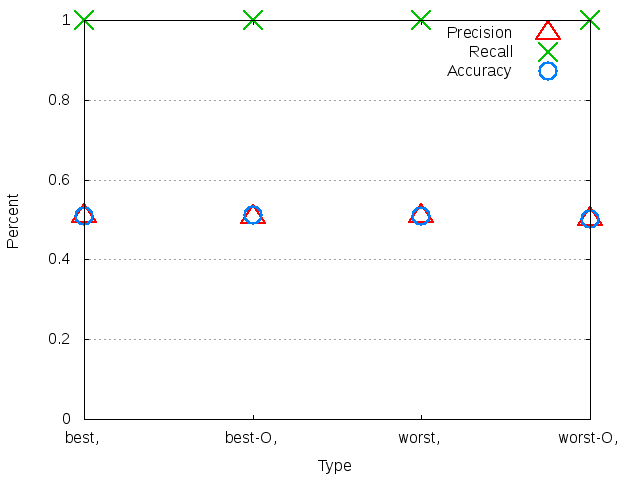 1
0.8
0.6
0.4
0.2
0
Percent
Precision
Recall
Accuracy
best,
best-O,
worst,
worst-O,
Type